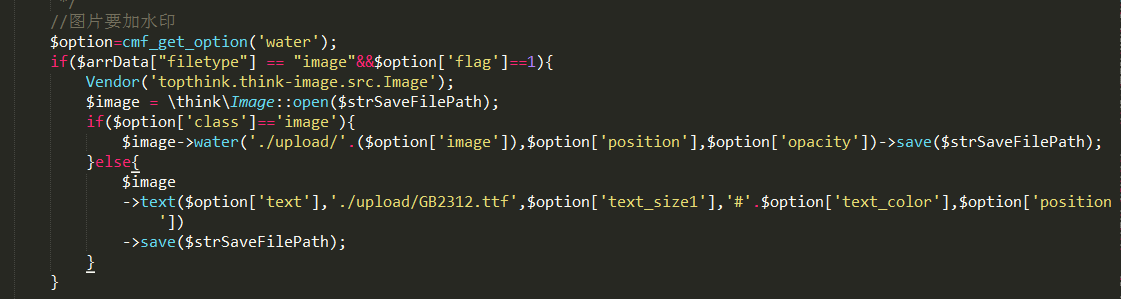 */
//图片要加水印
$option=cmf_get_option('water');
if($arrData["filetype"] == "image"&&$option['flag']==1){
Vendor('topthink.think-image.src.Image');
$image = \think\Image::open($strSaveFilePath);
if($option['class']=='image'){
$image->water('./upload/'.($option['image']),$option['position'],$option['opacity'])->save($strSaveFilePath);
}else{
$image
->text($option['text'],'./upload/GB2312.ttf',$option['text_size1'],'#'.$option['text_color'],$option['position
'])
->save($strSaveFilePath);
}
}